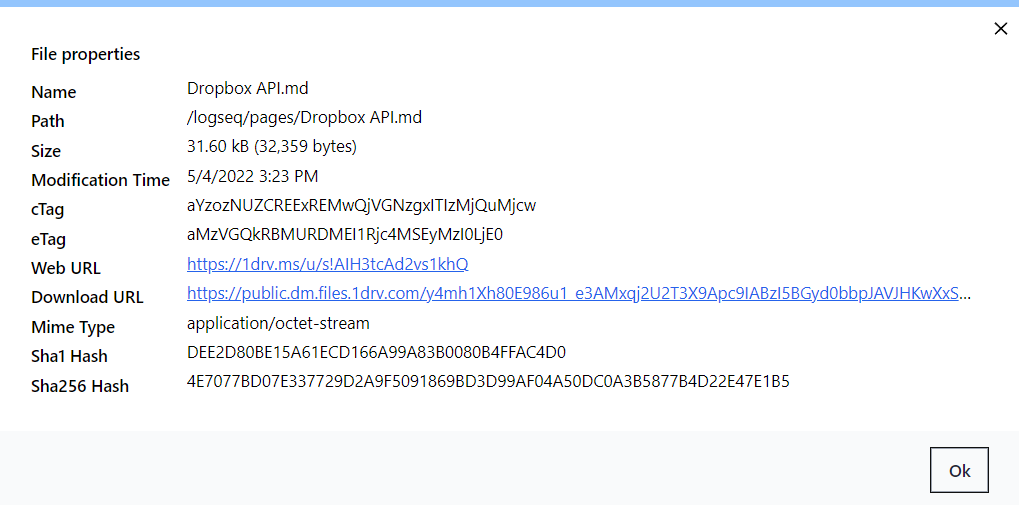 File properties
Name Dropbox API.md
Path /logseq/pages/Dropbox API.md
Size 31.60 kB (32,359 bytes)
Modification Time 5/4/2022 3:23 PM
cTag aYzozNUZCREExREMwQjVGNzgxITIzMjQuMjcw
eTag aMzVGQkRBMURDMEI1Rjc4MSEyMzI0LjE0
Web URL https://1drv.ms/u/s!AIH3tcAd2vs1khQ
Download URL https://public.dm.files.1drv.com/y4mh1Xh80E986u1_e3AMxqj2U2T3X9Apc9IABzI5BGyd0bbpJAVJHKwXxS...
Mime Type application/octet-stream
Sha1 Hash DEE2D80BE15A61ECD166A99A83B0080B4FFAC4D0
Sha256 Hash 4E7077BD07E337729D2A9F5091869BD3D99AF04A50DC0A3B5877B4D22E47E1B5
Ok